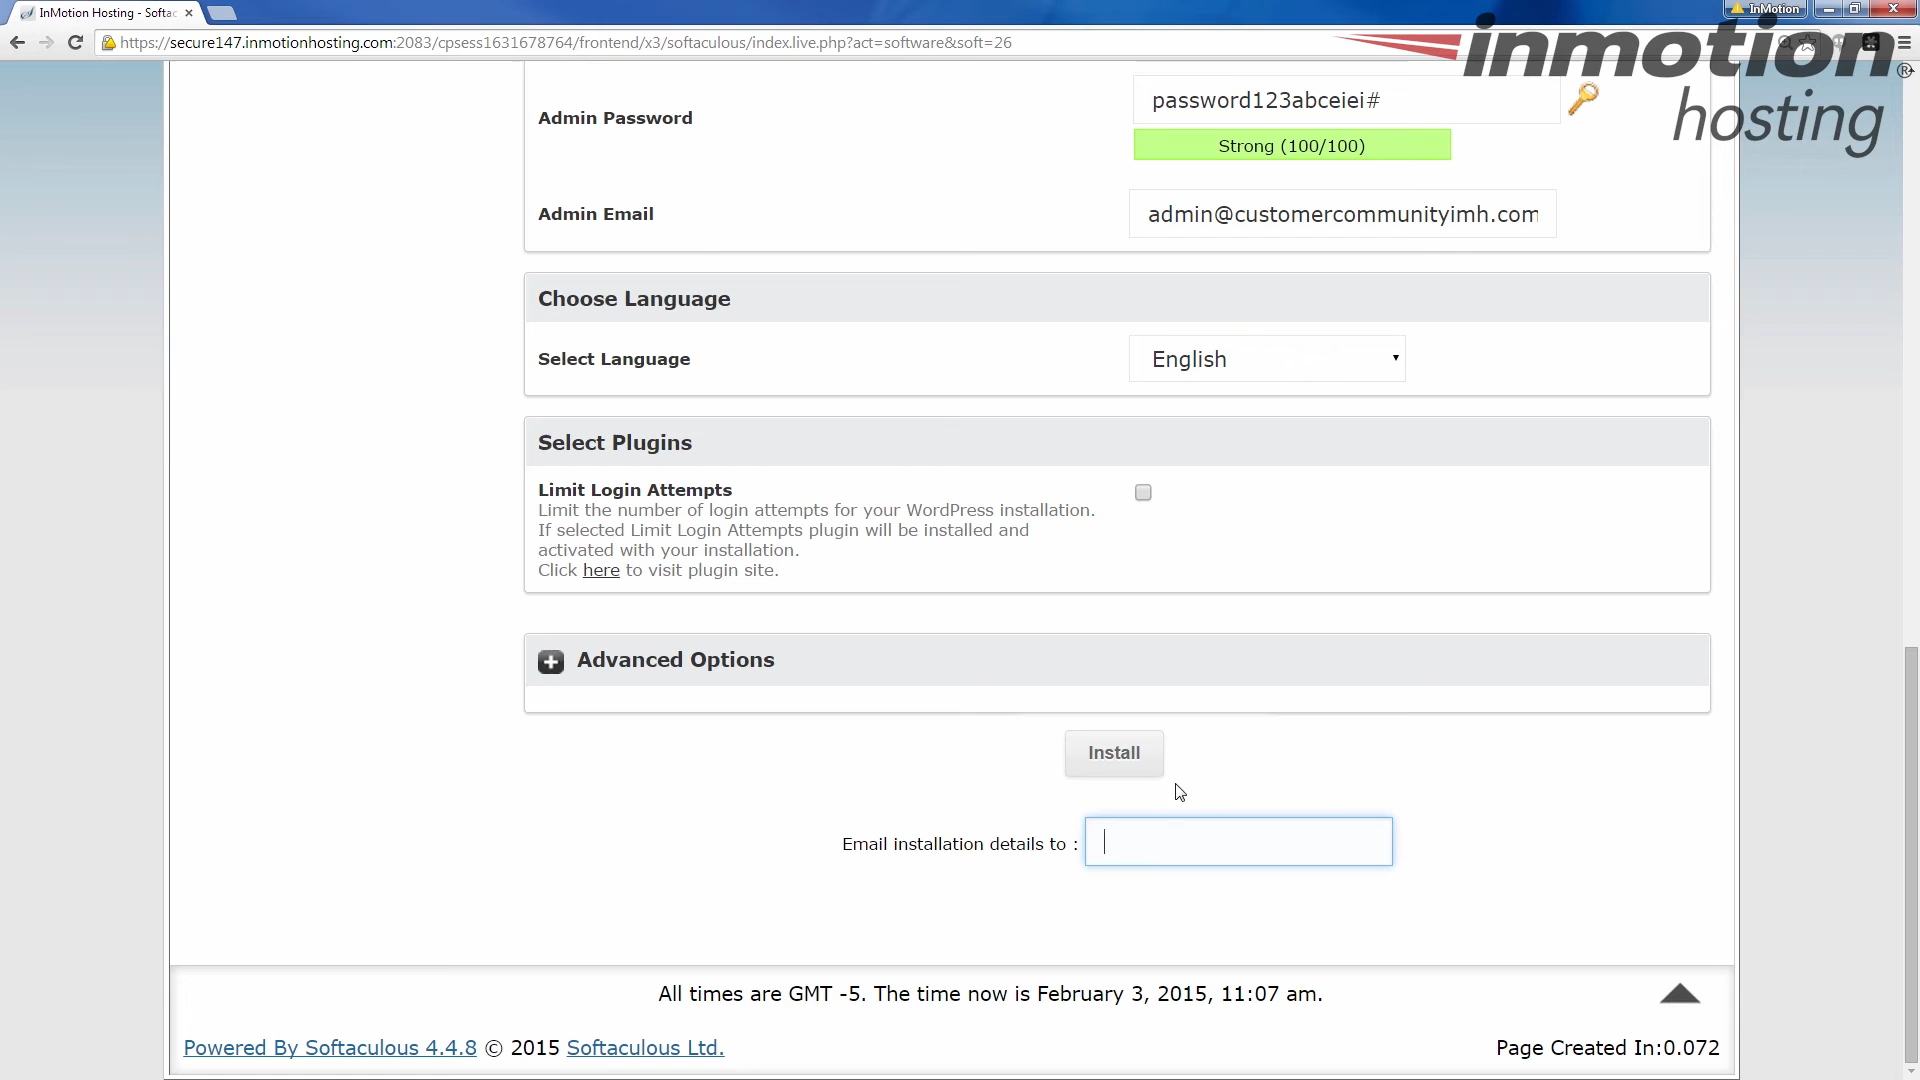 InMotion Hosting - Softac
InMotion
https://secure147.inmotionhosting.com:2083/cpsess1631678764/frontend/x3/softaculous/index.live.php?act=software&soft=26
inmotion®
hosting
Admin Password
password123abceiei#
Strong (100/100)
Admin Email
admin@customercommunityimh.com
Choose Language
Select Language
English
Select Plugins
Limit Login Attempts
Limit the number of login attempts for your WordPress installation.
If selected Limit Login Attempts plugin will be installed and
activated with your installation.
Click here to visit plugin site.
Advanced Options
Install
Email installation details to :
All times are GMT -5. The time now is February 3, 2015, 11:07 am.
Powered By Softaculous 4.4.8 © 2015 Softaculous Ltd.
Page Created In:0.072